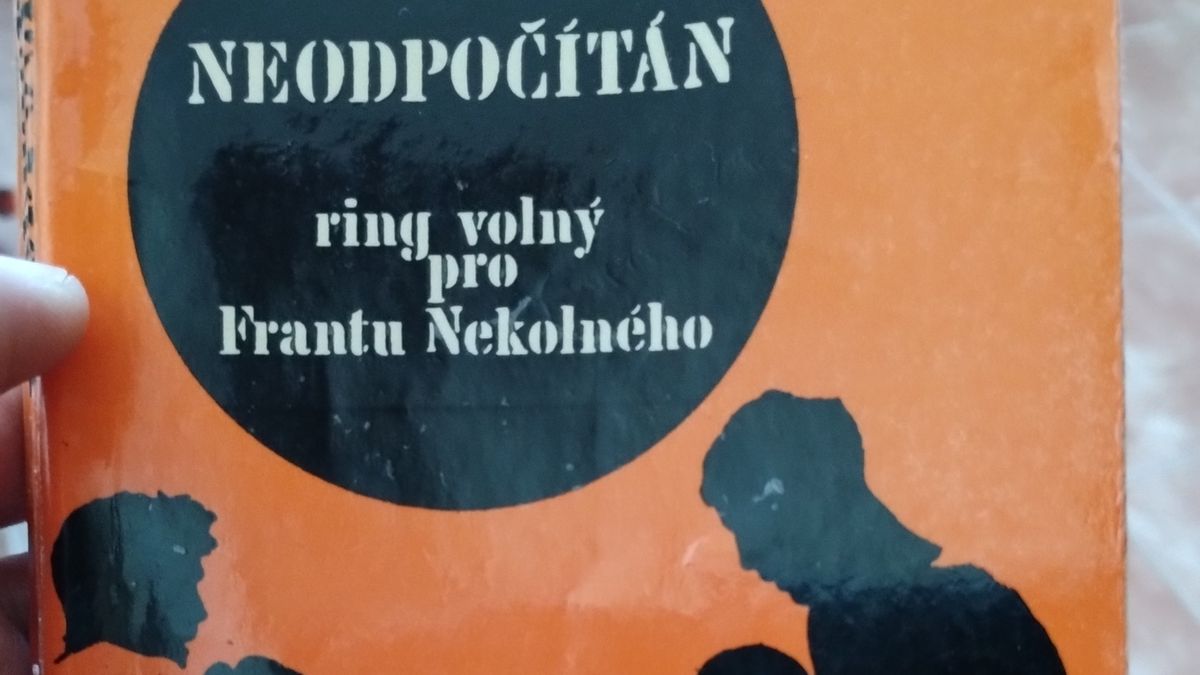 NEODPOČÍTÁN
ring volný
pro
Frantu Nekolného